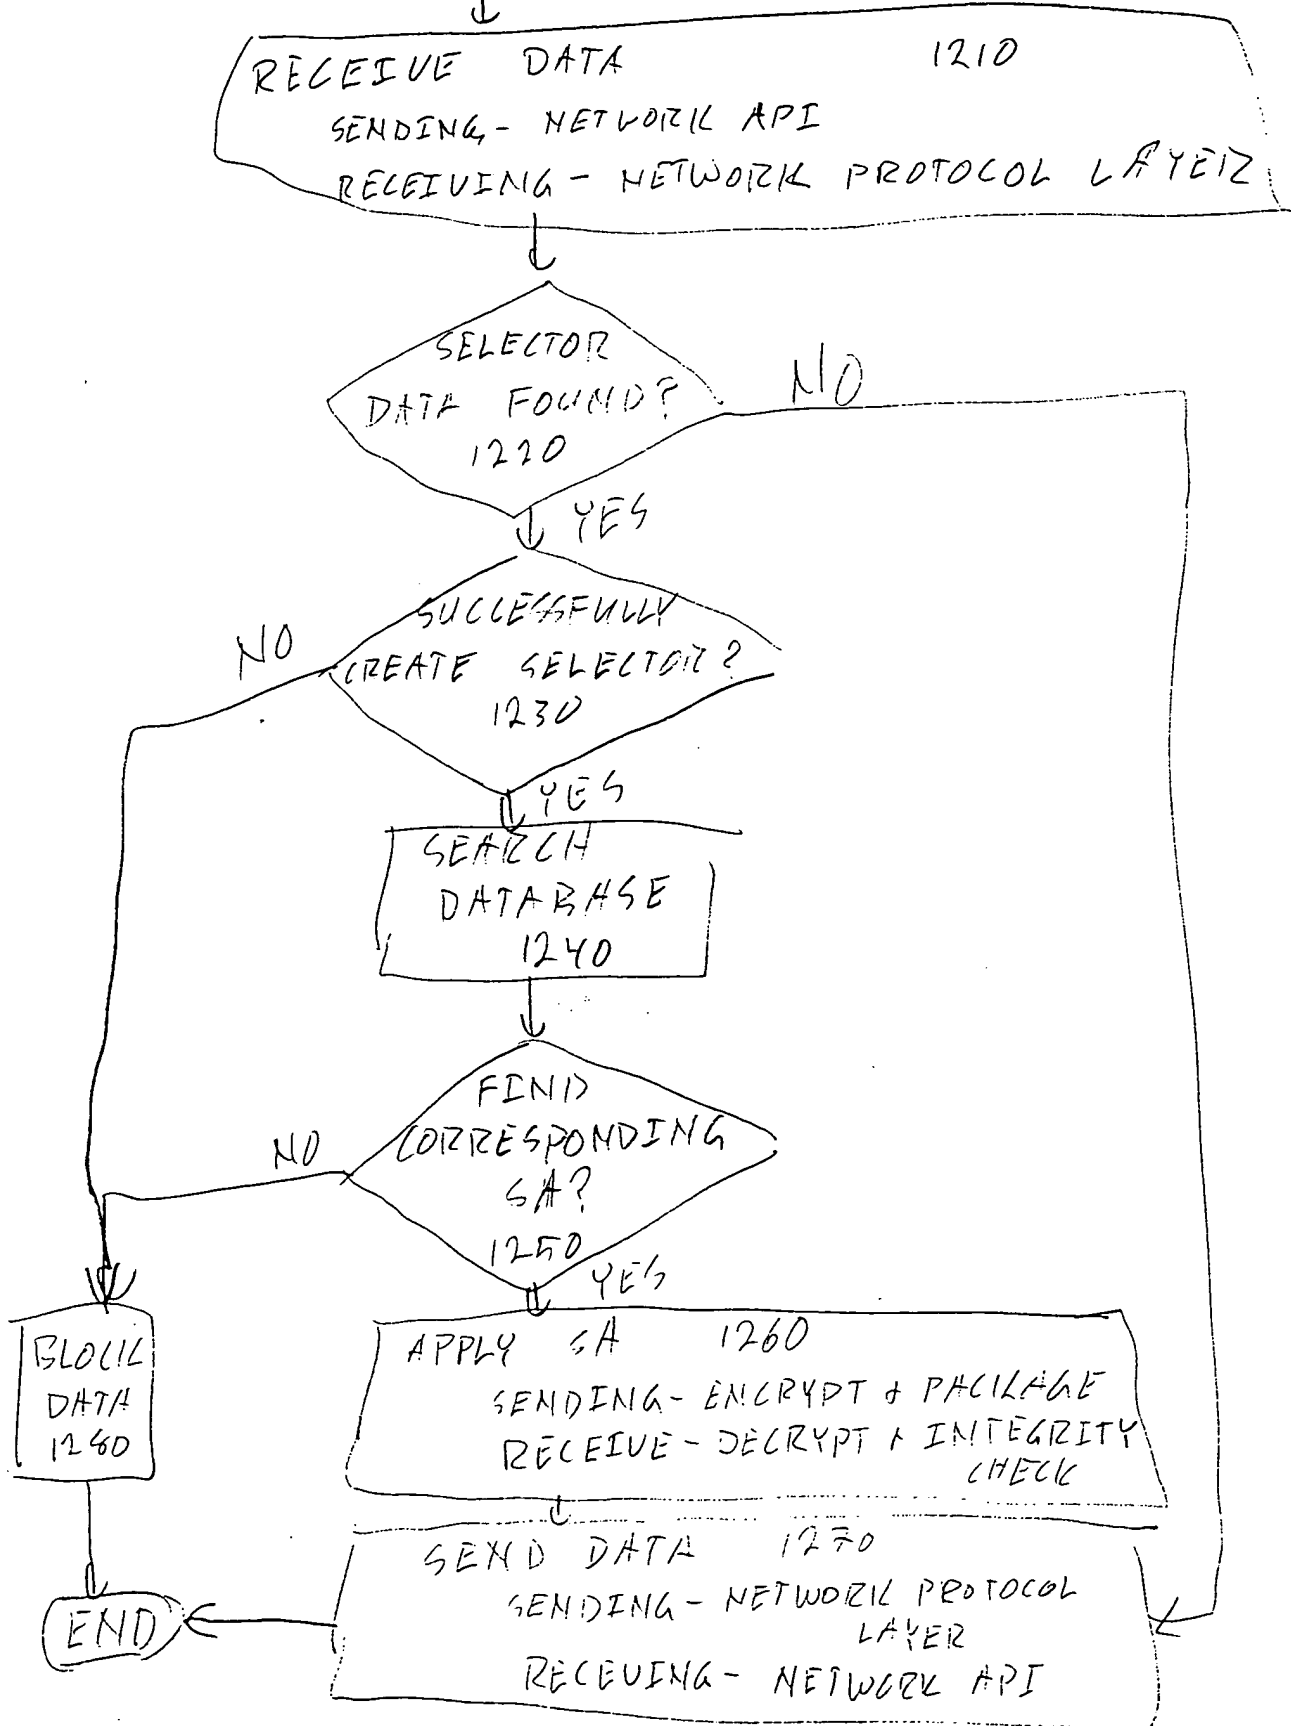 RECEIVE DATA 1210
SENDING - NETWORK API
RECEIVING - NETWORK PROTOCOL LAYER
SELECTOR
DATA FOUND?
1220
NO
YES
SUCCESSFULLY
CREATE SELECTOR?
1230
NO
YES
SEARCH
DATABASE
1240
FIND
CORRESPONDING
SA?
1250
NO
YES
BLOCK
DATA
1280
APPLY SA 1260
SENDING - ENCRYPT & PACKAGE
RECEIVE - DECRYPT & INTEGRITY
CHECK
SEND DATA 1270
SENDING - NETWORK PROTOCOL
LAYER
RECEVING - NETWORK API
END